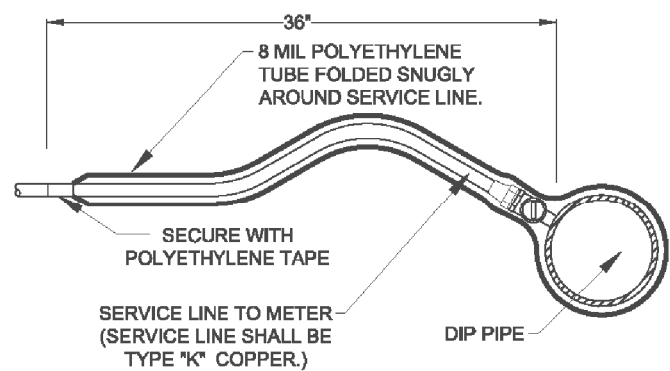 36"
8 MIL POLYETHYLENE
TUBE FOLDED SNUGLY
AROUND SERVICE LINE.
SECURE WITH
POLYETHYLENE TAPE
SERVICE LINE TO METER
(SERVICE LINE SHALL BE
TYPE "K" COPPER.)
DIP PIPE